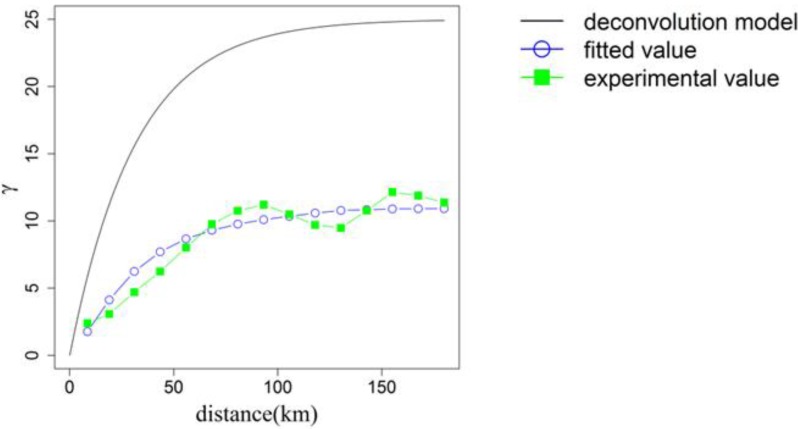 25
20
15
10
5
0
γ
0 50 100 150
distance(km)
deconvolution model
fitted value
experimental value